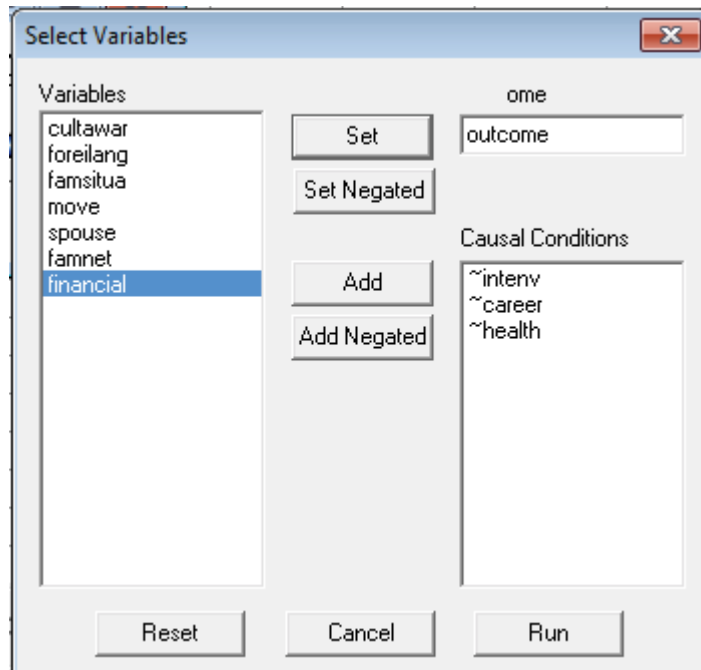 Select Variables
Variables
cultawar
foreilang
famsitua
move
spouse
famnet
financial
Set
Set Negated
Add
Add Negated
ome
outcome
Causal Conditions
~intenv
~career
~health
Reset
Cancel
Run